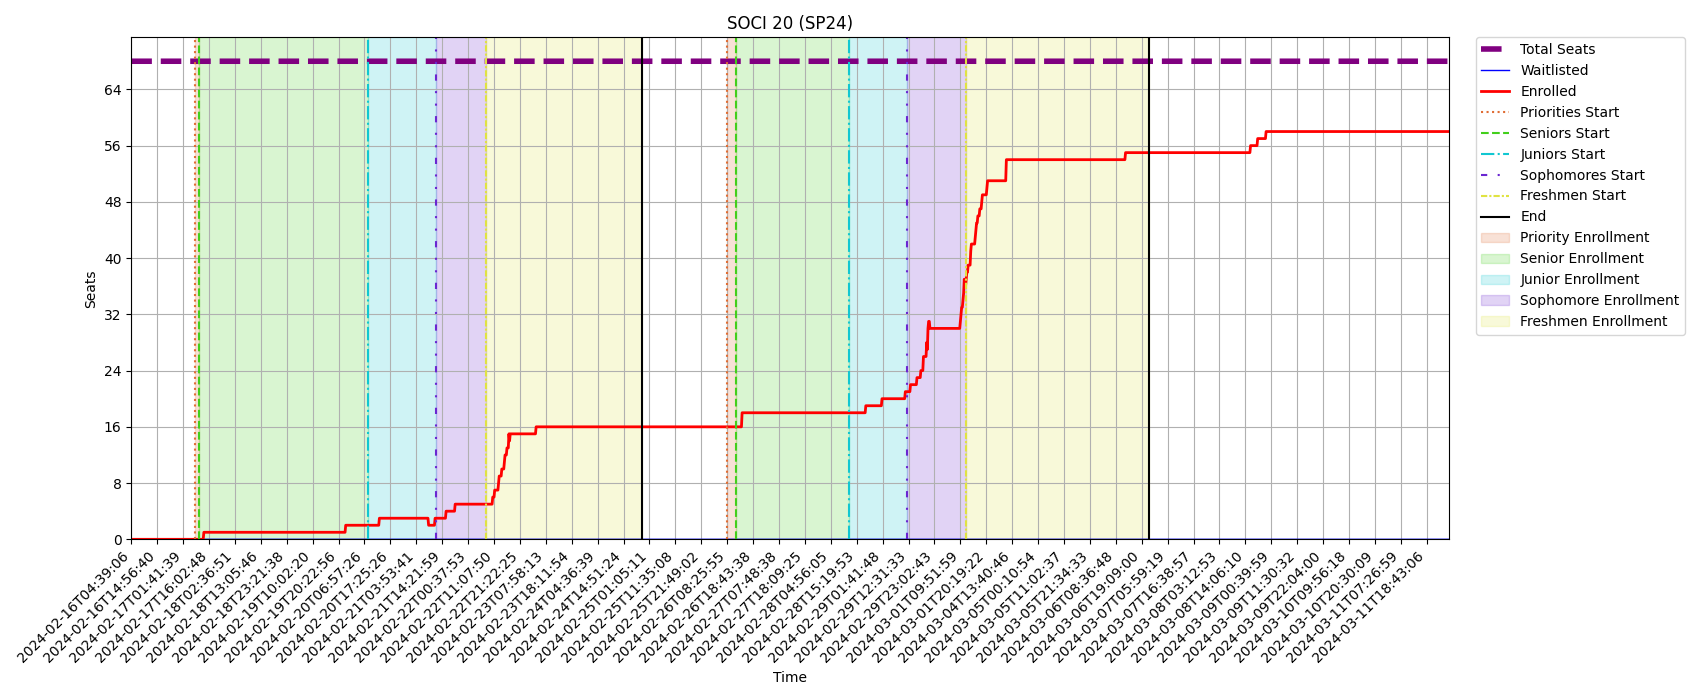 SOCI 20 (SP24)
Total Seats
Waitlisted
Enrolled
Priorities Start
Seniors Start
Juniors Start
Sophomores Start
Freshmen Start
End
Priority Enrollment
Senior Enrollment
Junior Enrollment
Sophomore Enrollment
Freshmen Enrollment
Seats
64
56
48
40
32
24
16
8
0
2024-02-16T04:39:06
2024-02-16T14:56:40
2024-02-17T01:41:39
2024-02-17T16:02:48
2024-02-18T02:36:51
2024-02-18T13:05:46
2024-02-18T23:21:38
2024-02-19T10:02:20
2024-02-19T20:22:56
2024-02-20T06:57:26
2024-02-20T17:25:26
2024-02-21T03:53:41
2024-02-21T14:21:59
2024-02-22T00:37:53
2024-02-22T11:07:50
2024-02-22T21:22:25
2024-02-23T07:58:13
2024-02-23T18:11:54
2024-02-24T04:36:39
2024-02-24T14:51:24
2024-02-25T01:05:11
2024-02-25T11:35:08
2024-02-25T21:49:02
2024-02-26T08:25:55
2024-02-26T18:43:38
2024-02-27T07:48:38
2024-02-27T18:09:25
2024-02-28T04:56:05
2024-02-28T15:19:53
2024-02-29T01:41:48
2024-02-29T12:31:33
2024-02-29T23:02:43
2024-03-01T09:51:59
2024-03-01T20:19:22
2024-03-04T13:40:46
2024-03-05T00:10:54
2024-03-05T11:02:37
2024-03-05T21:34:33
2024-03-06T08:36:48
2024-03-06T19:09:00
2024-03-07T05:59:19
2024-03-07T16:38:57
2024-03-08T03:12:53
2024-03-08T14:06:10
2024-03-09T00:39:59
2024-03-09T11:30:32
2024-03-09T22:04:00
2024-03-10T09:56:18
2024-03-10T20:30:09
2024-03-11T07:26:59
2024-03-11T18:43:06
Time